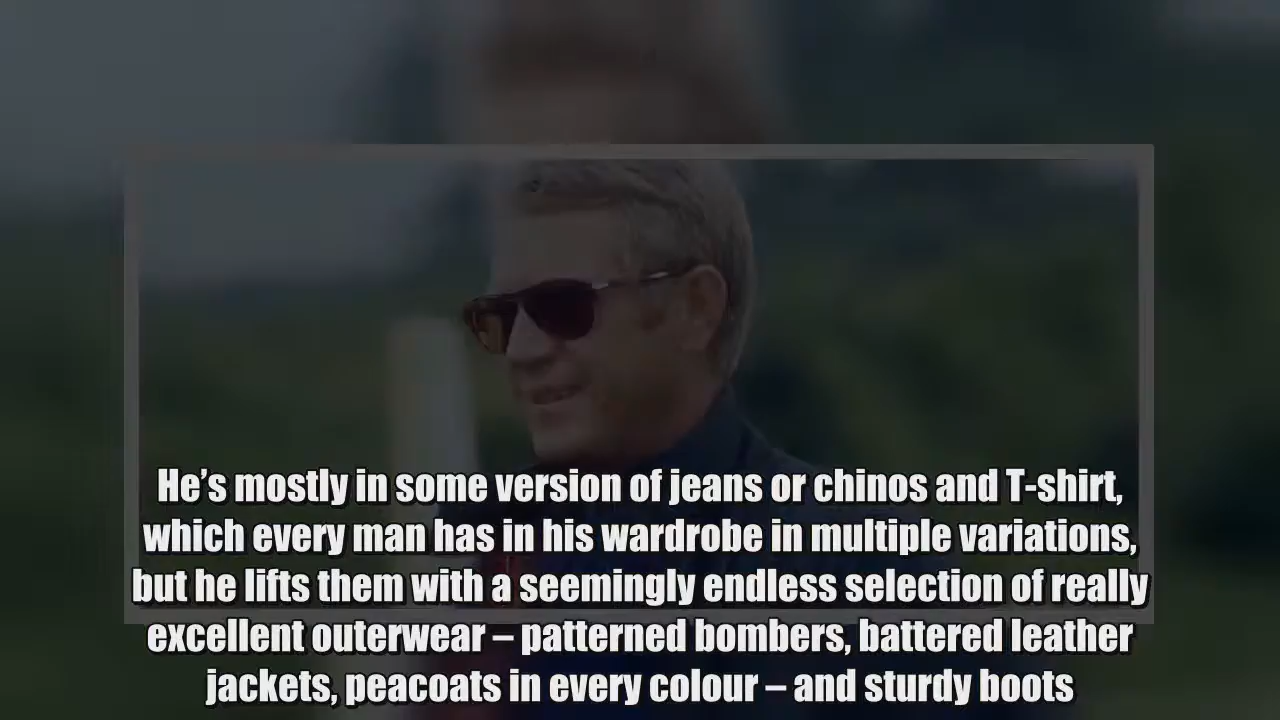 He’s mostly in some version of jeans or chinos and T-shirt,
which every man has in his wardrobe in multiple variations,
but he lifts them with a seemingly endless selection of really
excellent outerwear – patterned bombers, battered leather
jackets, peacoats in every colour – and sturdy boots